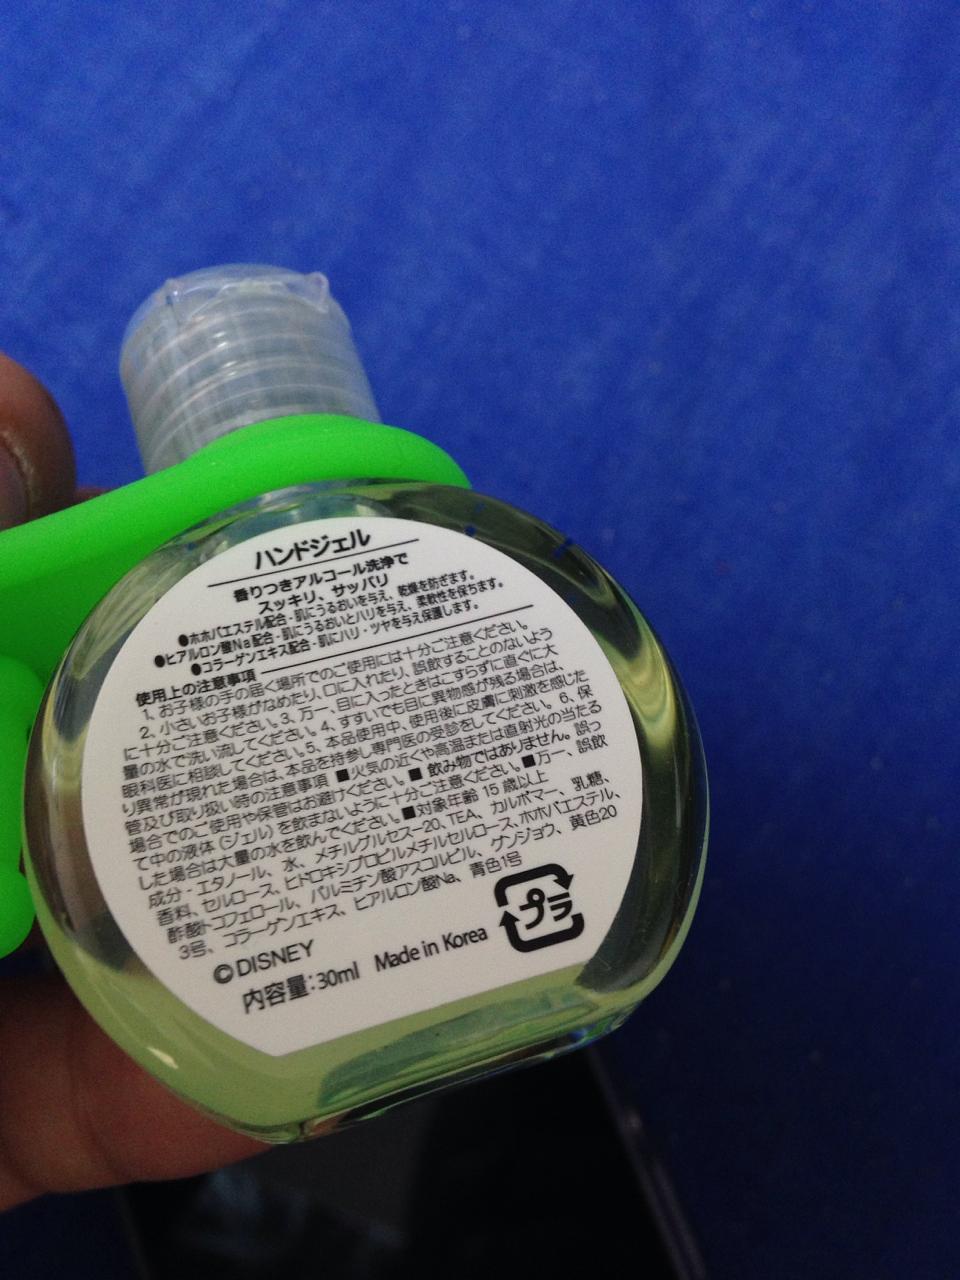 ハンドジェル
香りつきアルコール洗浄で
スッキリ、サッパリ
●ホホバエステル配合-肌にうるおいを与え、乾燥を防ぎます。
●ヒアルロン酸Na配合-肌にうるおいとハリを与え、柔軟性を保ちます。
●コラーゲンエキス配合-肌にハリ・ツヤを与え保護します。
使用上の注意事項
1、お子様の手の届く場所でのご使用には十分ご注意ください。
2、小さいお子様がなめたり、口に入れたり、誤飲することのないよう
に十分ご注意ください。3、万一、目に入ったときはこすらずに直ぐに大
量の水で洗い流してください。4、すすいでも目に異物感が残る場合は、
眼科医に相談してください。5、本品使用中、使用後に皮膚に刺激を感じた
り異常が現れた場合は、本品を持参し専門医の受診をしてください。6、保
管及び取り扱い時の注意事項 ■火気の近くや高温または直射光の当たる
場合でのご使用や保管はお避けください。■飲み物ではありません。誤っ
て中の液体(ジェル)を飲まないように十分ご注意ください。■万一、誤飲
した場合は大量の水を飲んでください。■対象年齢 15 歳以上
成分-エタノール、水、メチルグルセスー20、TEA、カルボマー、乳糖、
香料、セルロース、ヒドロキシプロピルメチルセルロース、ホホバエステル、
酢酸トコフェロール、パルミチン酸アスコルビル、ゲンジョウ、黄色20
3号、コラーゲンエキス、ヒアルロン酸Na、青色1号
©DISNEY
内容量:30ml Made in Korea
プラ